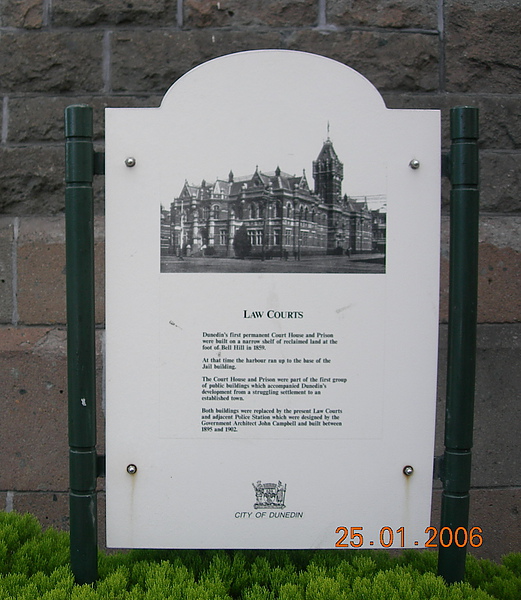 LAW COURTS
Dunedin's first permanent Court House and Prison
were built on a narrow shelf of reclaimed land at the
foot of Bell Hill in 1859.
At that time the harbour ran up to the base of the
Jail building.
The Court House and Prison were part of the first group
of public buildings which accompanied Dunedin's
development from a struggling settlement to an
established town.
Both buildings were replaced by the present Law Courts
and adjacent Police Station which were designed by the
Government Architect John Campbell and built between
1895 and 1902.
CITY OF DUNEDIN
25.01.2006